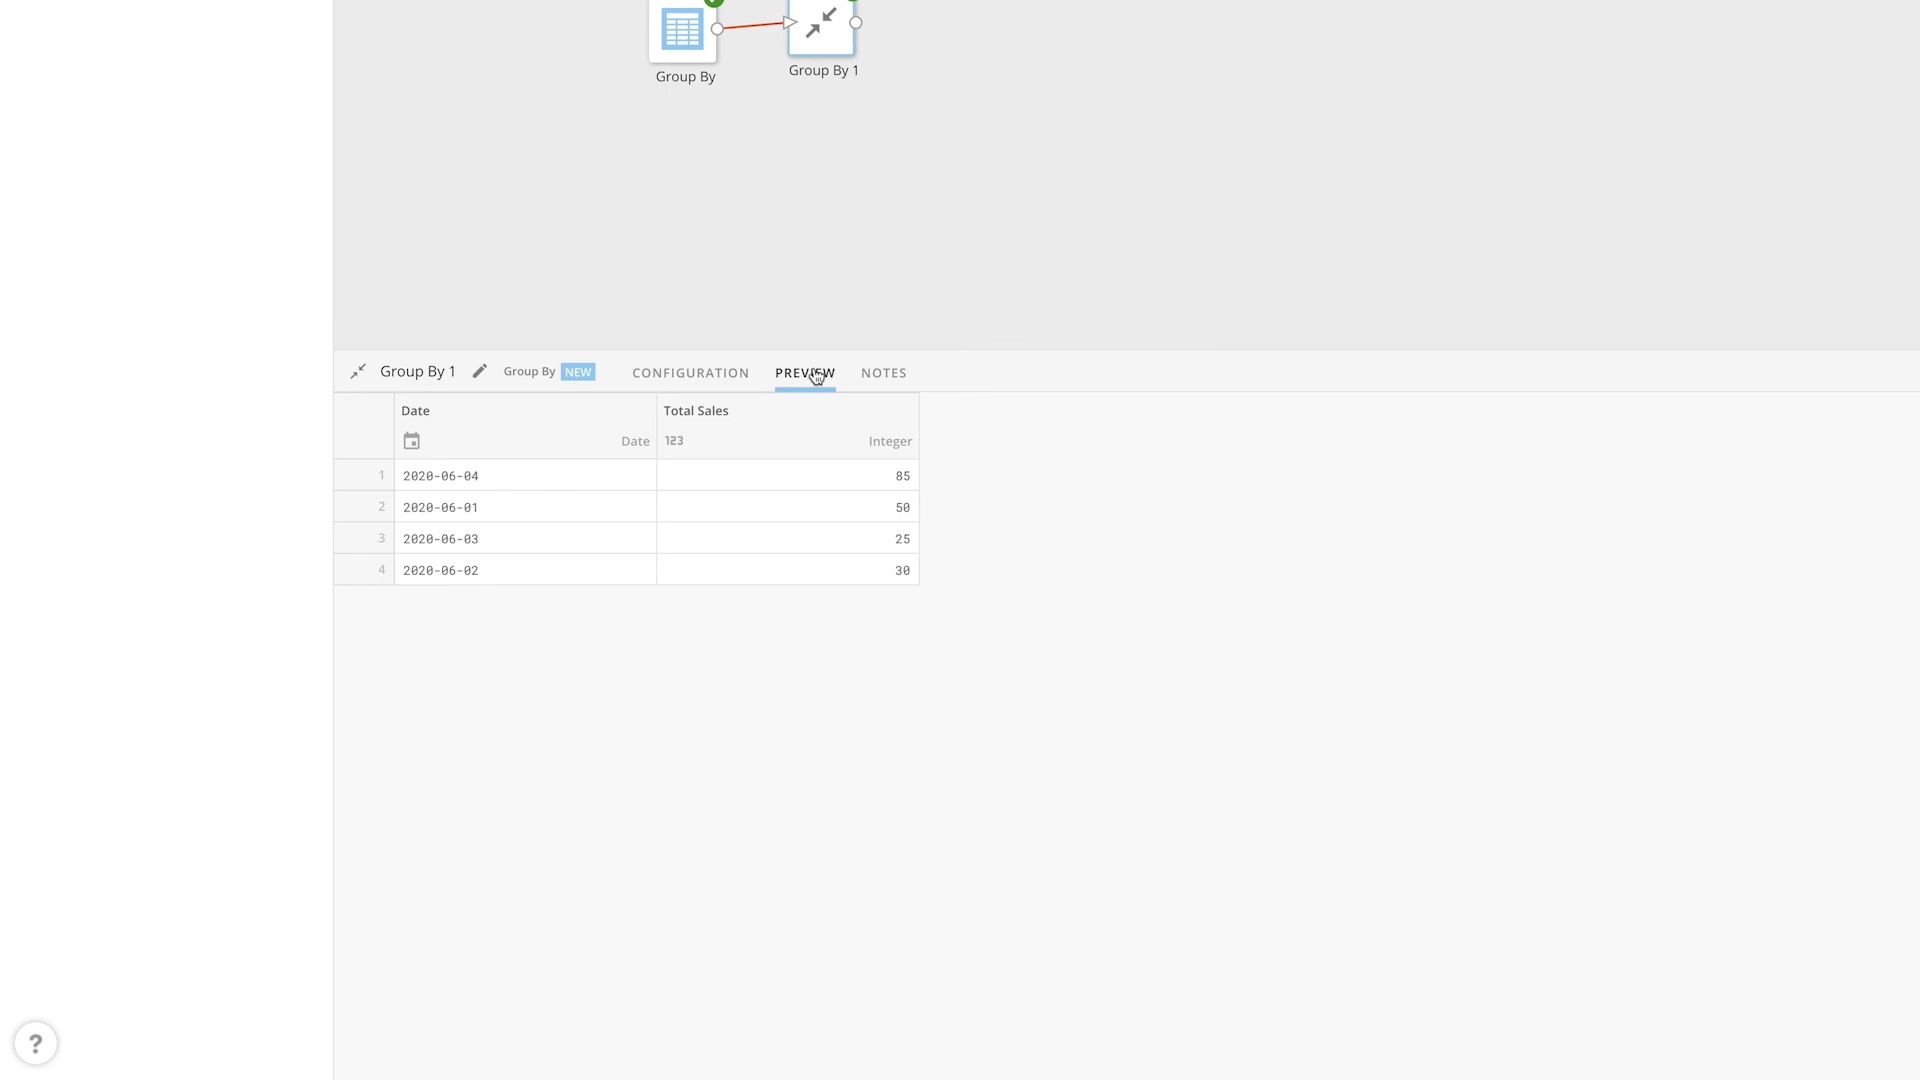 Group By
Group By 1
Group By 1 Group By NEW CONFIGURATION PREVIEW NOTES
Date Total Sales
Date 123 Integer
1 2020-06-04 85
2 2020-06-01 50
3 2020-06-03 25
4 2020-06-02 30
?